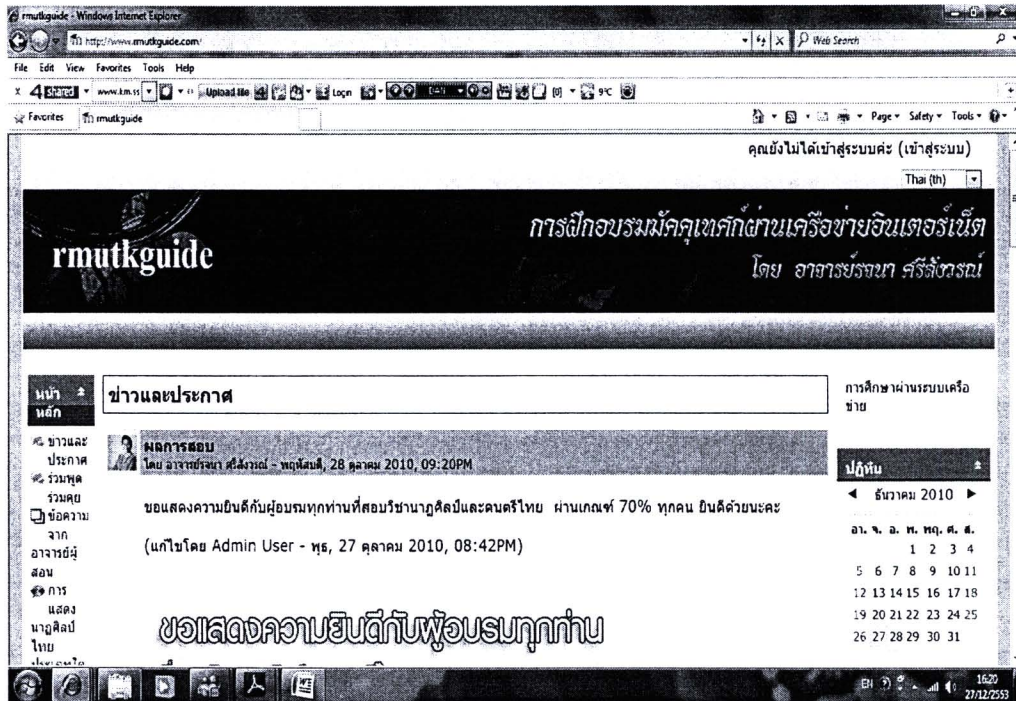 rmutkguide - Windows Internet Explorer
http://www.rmutkguide.com/
Web Search
File Edit View Favorites Tools Help
x 4shared www.km.ss Upload file Login [0] 9°C
Favorites rmutkguide Page Safety Tools
คุณยังไม่ได้เข้าสู่ระบบค่ะ (เข้าสู่ระบบ)
Thai (th)
rmutkguide
การฝึกอบรมมัคคุเทศก์ผ่านเครือข่ายอินเตอร์เน็ต
โดย อาจารย์รจนา ศรีสังวรณ์
หน้า
หลัก
ข่าวและ
ประกาศ
ร่วมพูด
ร่วมคุย
ข้อความ
จาก
อาจารย์ผู้
สอน
การ
แสดง
นาฏศิลป์
ไทย
ข่าวและประกาศ
ผลการสอบ
โดย อาจารย์รจนา ศรีสังวรณ์ - พฤหัสบดี, 28 ตุลาคม 2010, 09:20PM
ขอแสดงความยินดีกับผู้อบรมทุกท่านที่สอบวิชานาฏศิลป์และดนตรีไทย ผ่านเกณฑ์ 70% ทุกคน ยินดีด้วยนะคะ
(แก้ไขโดย Admin User - พุธ, 27 ตุลาคม 2010, 08:42PM)
ขอแสดงความยินดีกับผู้อบรมทุกท่าน
การศึกษาผ่านระบบเครือ
ข่าย
ปฏิทิน
◄ ธันวาคม 2010 ►
อา. จ. อ. พ. พฤ. ศ. ส.
1 2 3 4
5 6 7 8 9 10 11
12 13 14 15 16 17 18
19 20 21 22 23 24 25
26 27 28 29 30 31
EN
16:20
27/12/2553